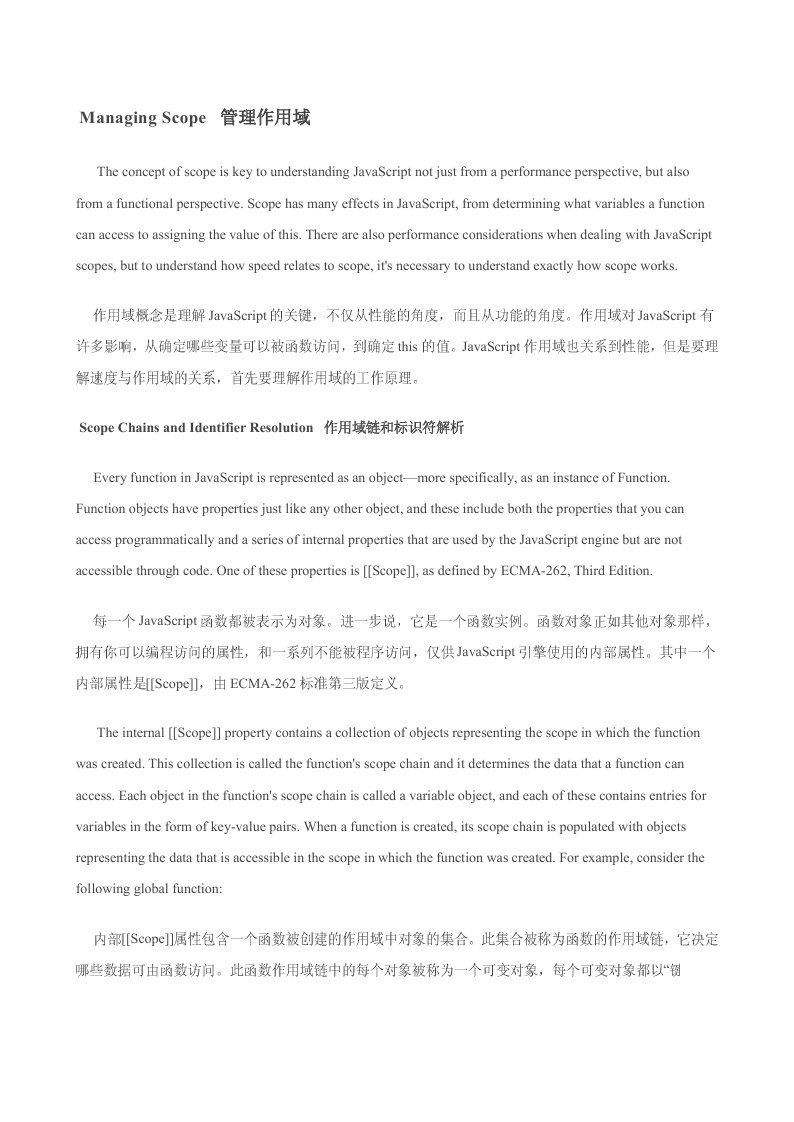 Managing Scope 管理作用域
The concept of scope is key to understanding JavaScript not just from a performance perspective, but also
from a functional perspective. Scope has many effects in JavaScript, from determining what variables a function
can access to assigning the value of this. There are also performance considerations when dealing with JavaScript
scopes, but to understand how speed relates to scope, it's necessary to understand exactly how scope works.
作用域概念是理解 JavaScript 的关键，不仅从性能的角度，而且从功能的角度。作用域对 JavaScript 有
许多影响，从确定哪些变量可以被函数访问，到确定 this 的值。JavaScript 作用域也关系到性能，但是要理
解速度与作用域的关系，首先要理解作用域的工作原理。
Scope Chains and Identifier Resolution 作用域链和标识符解析
Every function in JavaScript is represented as an object—more specifically, as an instance of Function.
Function objects have properties just like any other object, and these include both the properties that you can
access programmatically and a series of internal properties that are used by the JavaScript engine but are not
accessible through code. One of these properties is [[Scope]], as defined by ECMA-262, Third Edition.
每一个 JavaScript 函数都被表示为对象。进一步说，它是一个函数实例。函数对象正如其他对象那样，
拥有你可以编程访问的属性，和一系列不能被程序访问，仅供 JavaScript 引擎使用的内部属性。其中一个
内部属性是[[Scope]]，由 ECMA-262 标准第三版定义。
The internal [[Scope]] property contains a collection of objects representing the scope in which the function
was created. This collection is called the function's scope chain and it determines the data that a function can
access. Each object in the function's scope chain is called a variable object, and each of these contains entries for
variables in the form of key-value pairs. When a function is created, its scope chain is populated with objects
representing the data that is accessible in the scope in which the function was created. For example, consider the
following global function:
内部[[Scope]]属性包含一个函数被创建的作用域中对象的集合。此集合被称为函数的作用域链，它决定
哪些数据可由函数访问。此函数作用域链中的每个对象被称为一个可变对象，每个可变对象都以“